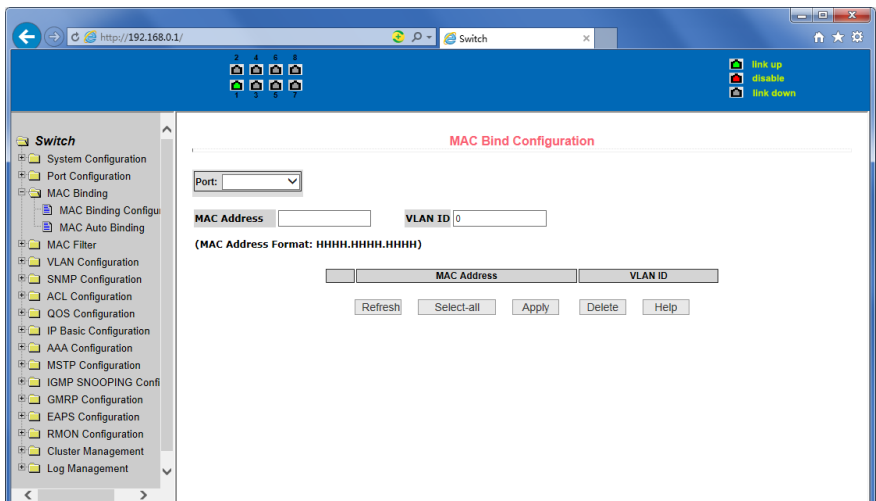 http://192.168.0.1/
Switch
2 4 6 8
1 3 5 7
link up
disable
link down
Switch
System Configuration
Port Configuration
MAC Binding
MAC Binding Configu
MAC Auto Binding
MAC Filter
VLAN Configuration
SNMP Configuration
ACL Configuration
QOS Configuration
IP Basic Configuration
AAA Configuration
MSTP Configuration
IGMP SNOOPING Confi
GMRP Configuration
EAPS Configuration
RMON Configuration
Cluster Management
Log Management
MAC Bind Configuration
Port:
MAC Address VLAN ID 0
(MAC Address Format: HHHH.HHHH.HHHH)
MAC Address VLAN ID
Refresh Select-all Apply Delete Help